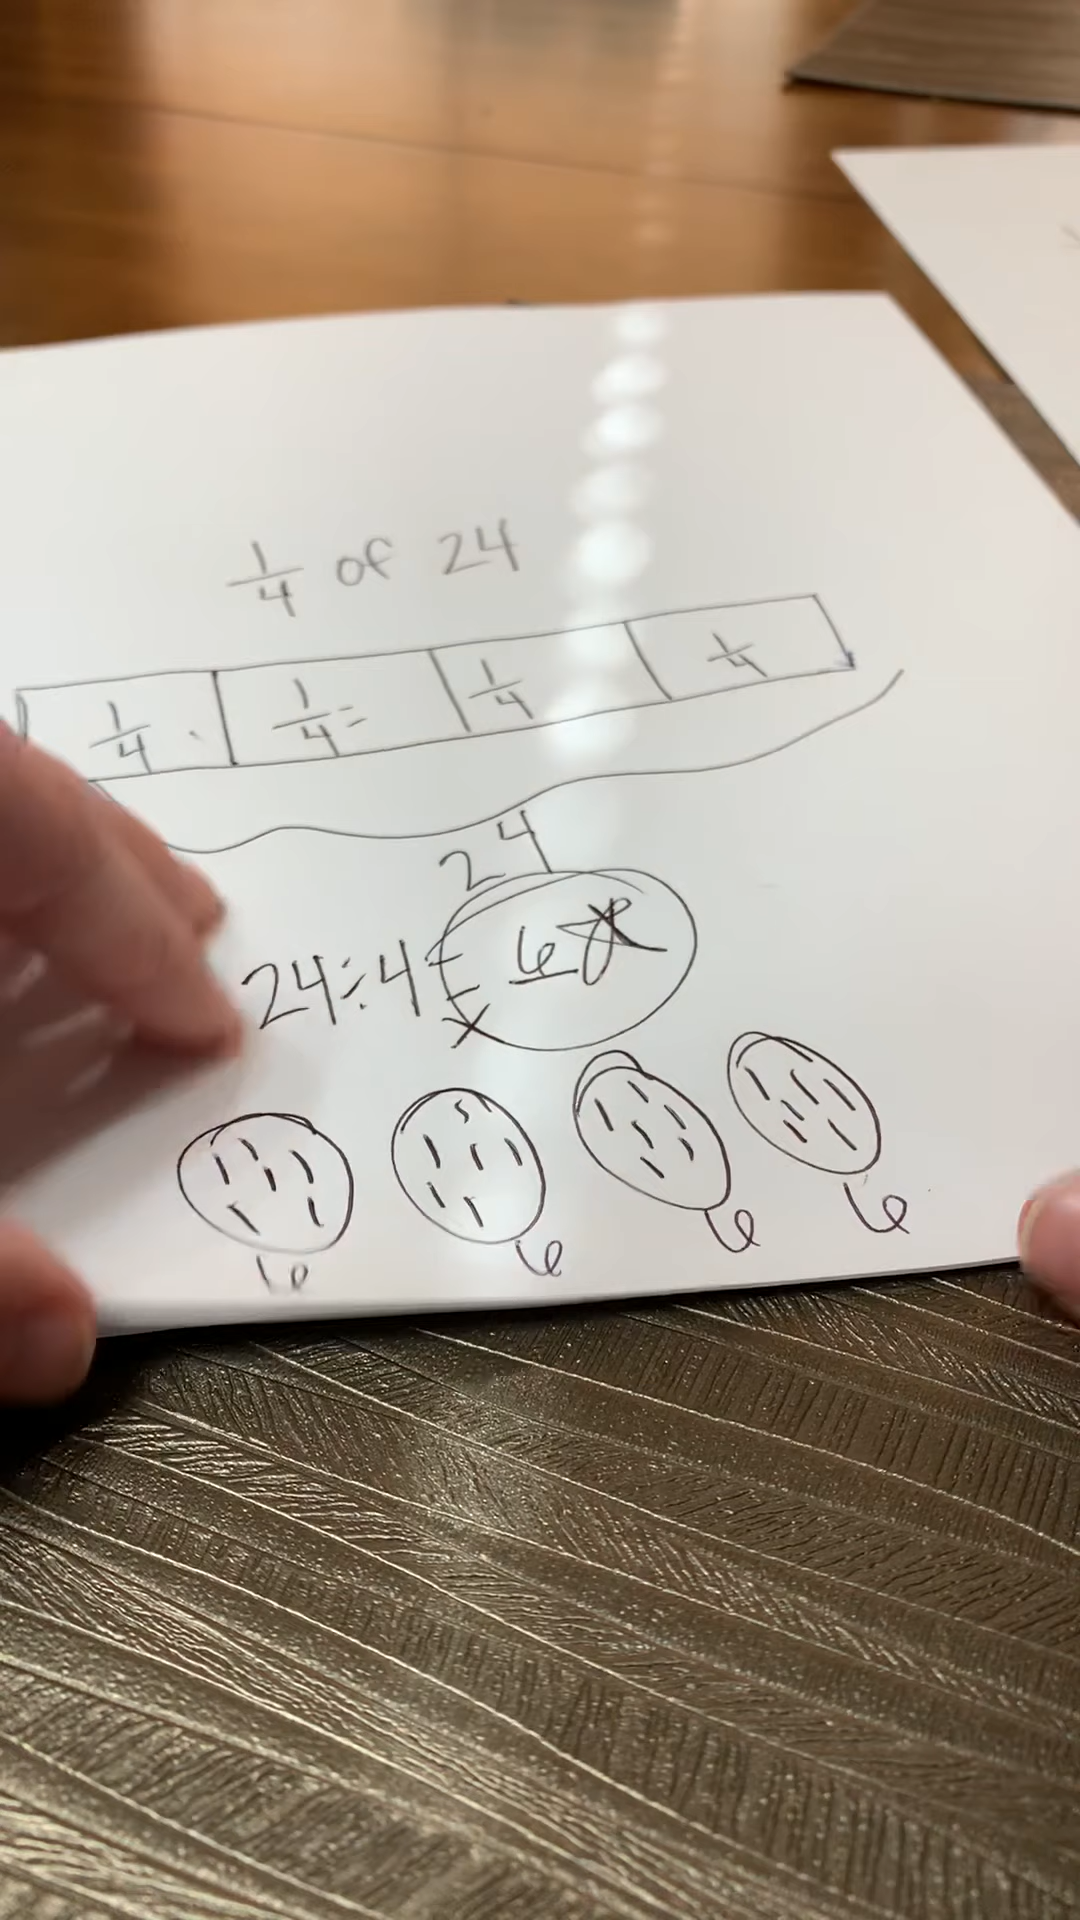 1/4 of 24
1/4 . 1/4 = 1/4 1/4
24
24÷4= 6
6 6 6 6